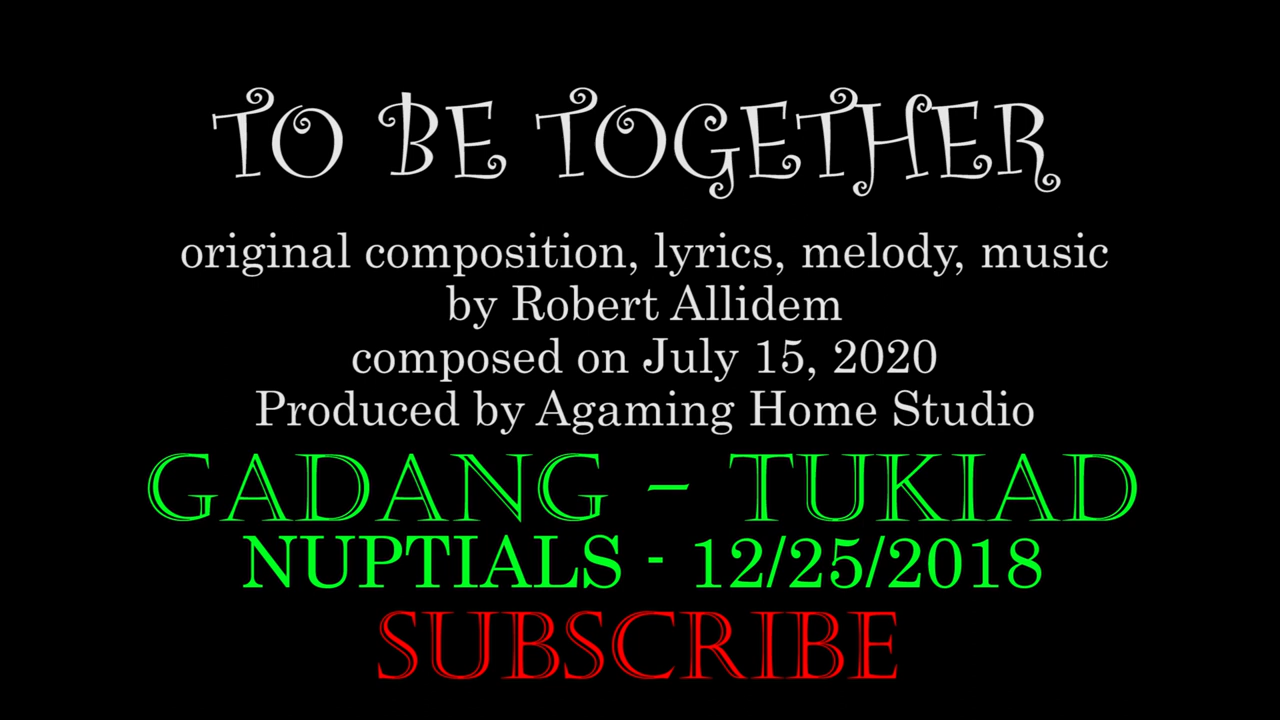 TO BE TOGETHER
original composition, lyrics, melody, music
by Robert Allidem
composed on July 15, 2020
Produced by Agaming Home Studio
GADANG – TUKIAD
NUPTIALS - 12/25/2018
SUBSCRIBE